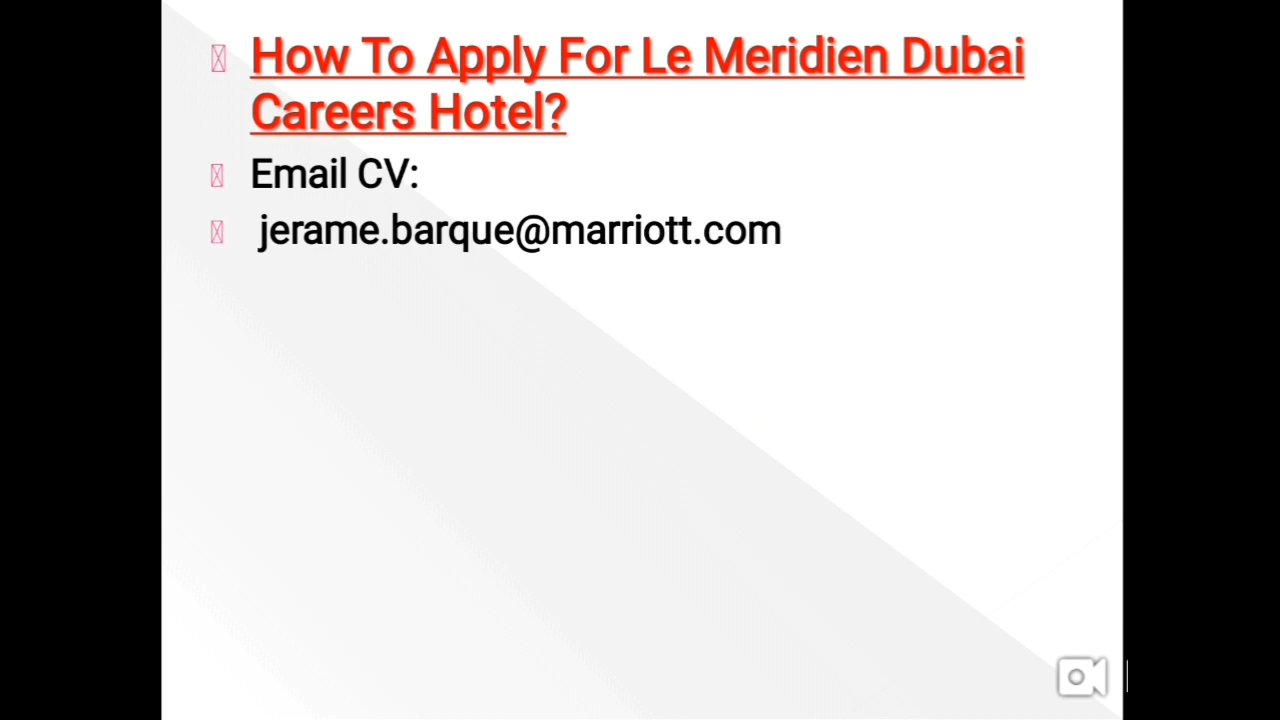 How To Apply For Le Meridien Dubai
Careers Hotel?
Email CV:
jerame.barque@marriott.com